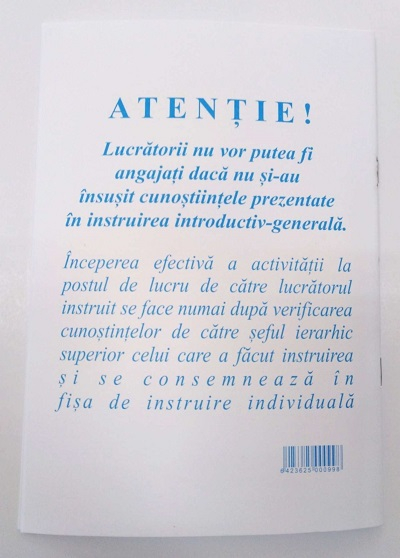 ATENȚIE!
Lucrătorii nu vor putea fi
angajați dacă nu și-au
însușit cunoștiințele prezentate
în instruirea introductiv-generală.
Începerea efectivă a activității la
postul de lucru de către lucrătorul
instruit se face numai după verificarea
cunoștințelor de către șeful ierarhic
superior celui care a făcut instruirea
și se consemnează în
fișa de instruire individuală
6423625000998